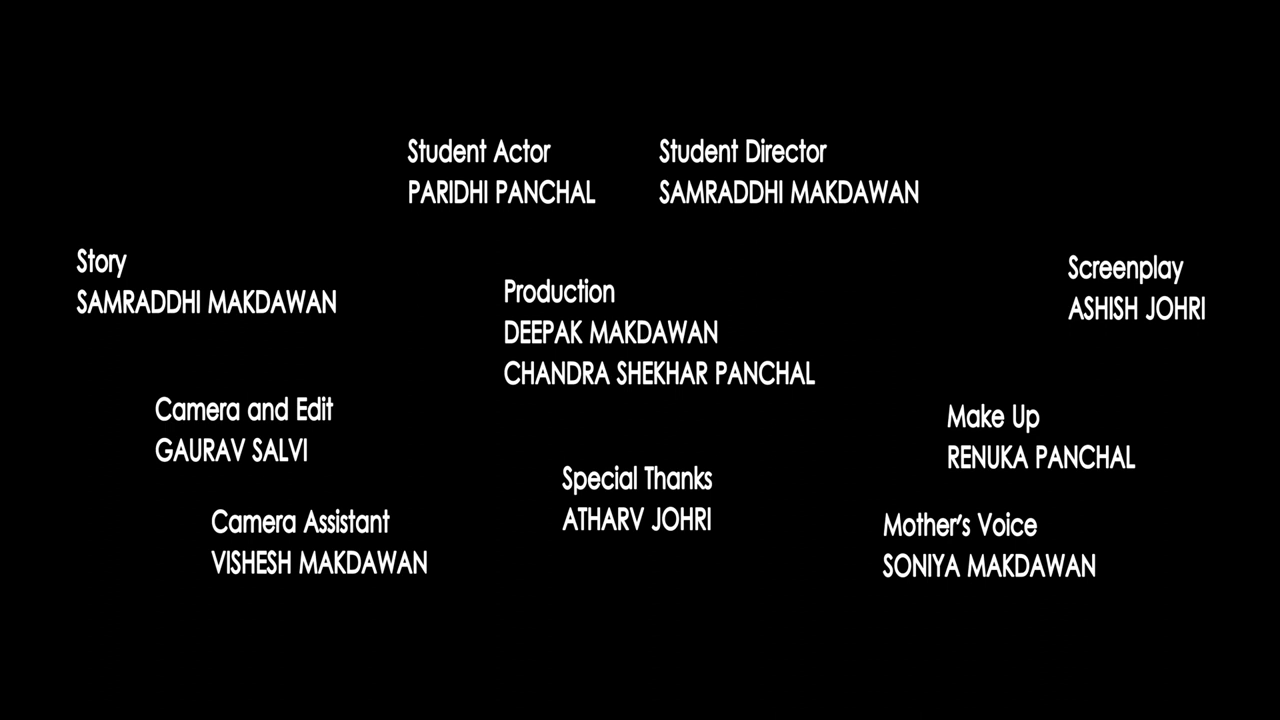 Student Actor
PARIDHI PANCHAL
Student Director
SAMRADDHI MAKDAWAN
Story
SAMRADDHI MAKDAWAN
Production
DEEPAK MAKDAWAN
CHANDRA SHEKHAR PANCHAL
Screenplay
ASHISH JOHRI
Camera and Edit
GAURAV SALVI
Make Up
RENUKA PANCHAL
Special Thanks
ATHARV JOHRI
Camera Assistant
VISHESH MAKDAWAN
Mother's Voice
SONIYA MAKDAWAN